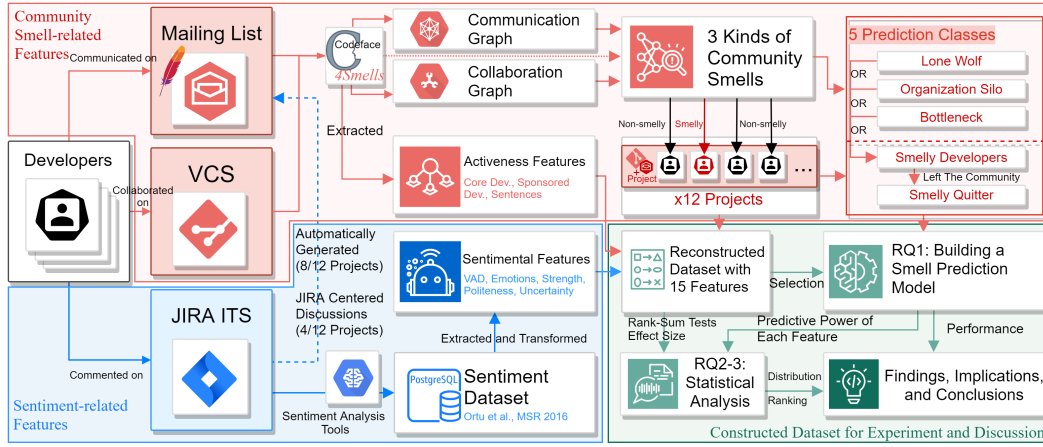 Community
Smell-related
Features
Mailing List
Communicated on
Developers
Collaborated
on
VCS
Codeface
4Smells
Extracted
Communication
Graph
Collaboration
Graph
3 Kinds of
Community
Smells
Non-smelly
Smelly
Non-smelly
Project
...
x12 Projects
5 Prediction Classes
Lone Wolf
OR
Organization Silo
OR
Bottleneck
OR
Smelly Developers
Left The Community
Smelly Quitter
Activeness Features
Core Dev., Sponsored
Dev., Sentences
Automatically
Generated
(8/12 Projects)
JIRA Centered
Discussions
(4/12 Projects)
Sentimental Features
VAD, Emotions, Strength,
Politeness, Uncertainty
Extracted and Transformed
JIRA ITS
Commented on
Sentiment-related
Features
Sentiment Analysis
Tools
PostgreSQL
Sentiment
Dataset
Ortu et al., MSR 2016
Reconstructed
Dataset with
15 Features
Selection
RQ1: Building a
Smell Prediction
Model
Rank-Sum Tests
Effect Size
Predictive Power of
Each Feature
Performance
RQ2-3:
Statistical
Analysis
Distribution
Ranking
Findings, Implications,
and Conclusions
Constructed Dataset for Experiment and Discussion